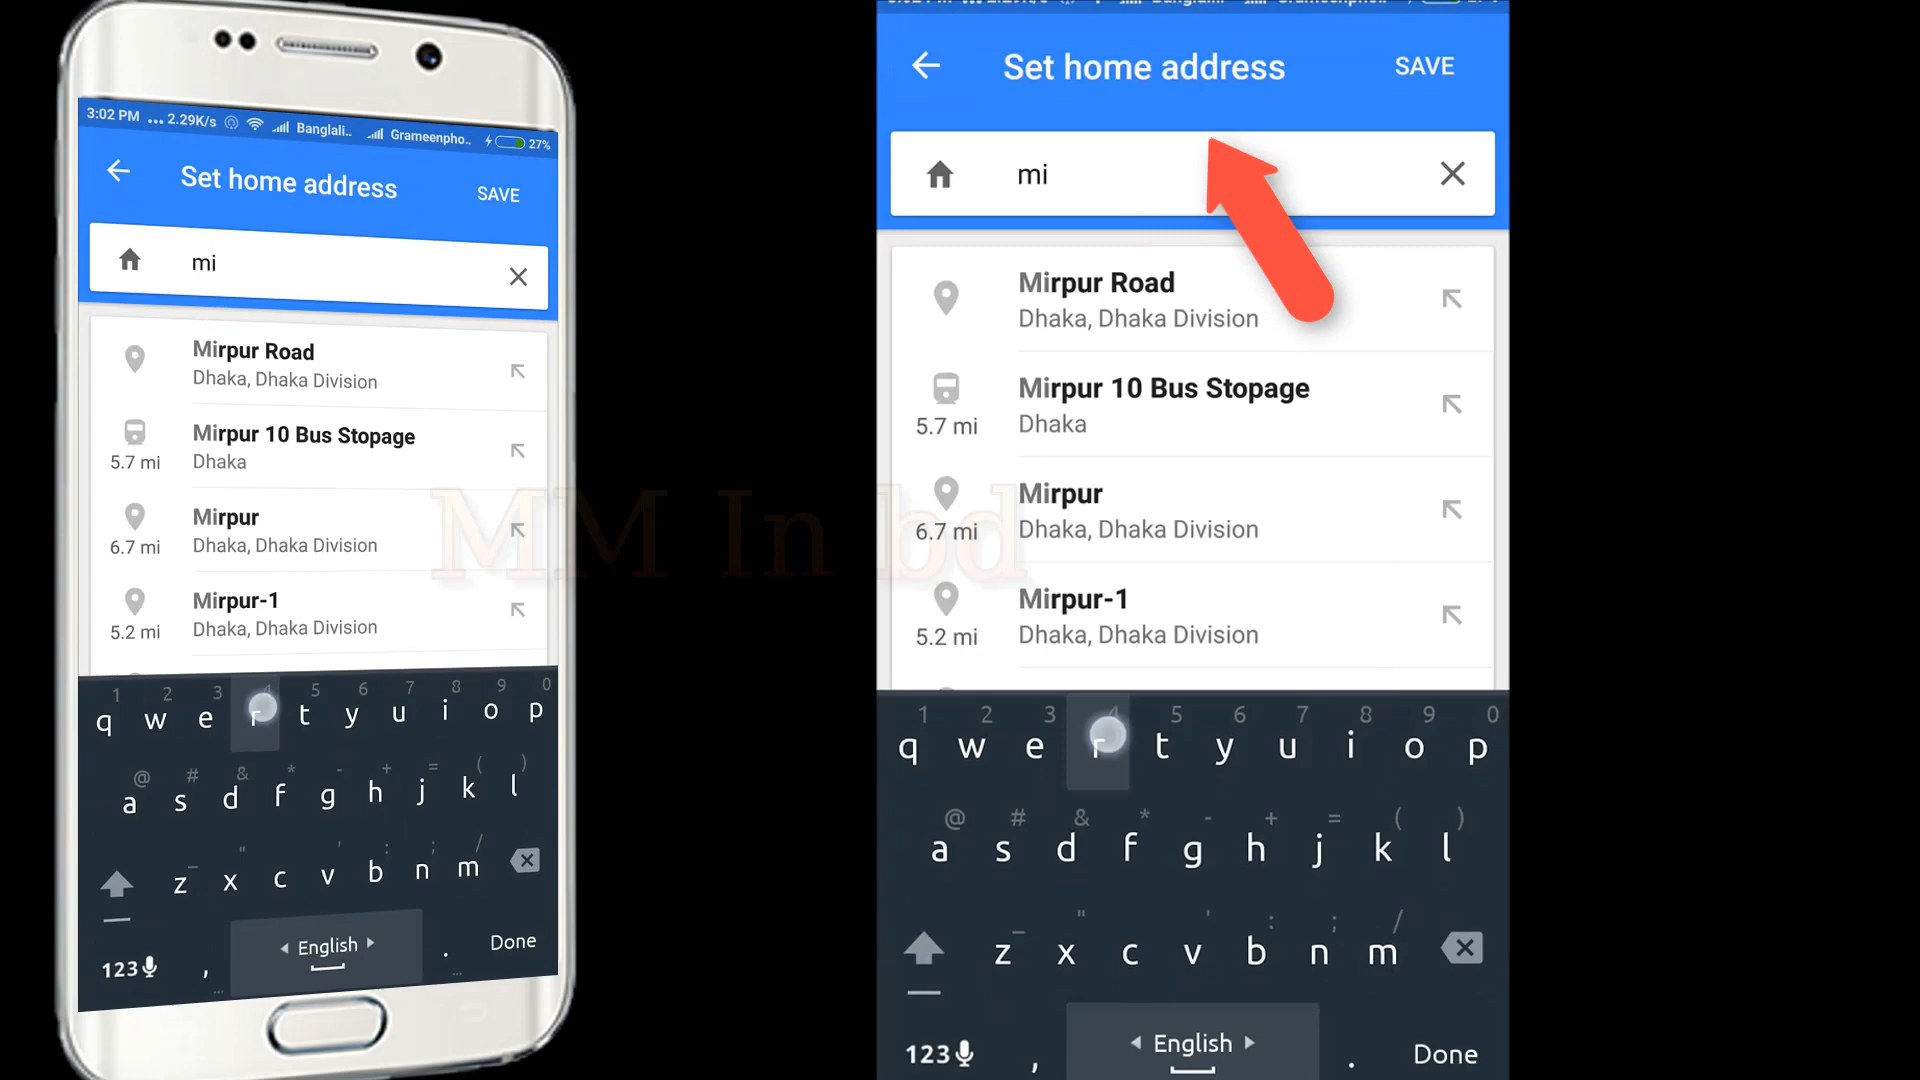 3:02 PM ... 2.29K/s Banglali.. Grameenpho.. 27%
Set home address SAVE
mi
Mirpur Road
Dhaka, Dhaka Division
Mirpur 10 Bus Stopage
5.7 mi Dhaka
Mirpur
6.7 mi Dhaka, Dhaka Division
Mirpur-1
5.2 mi Dhaka, Dhaka Division
1 2 3 4 5 6 7 8 9 0
q w e r t y u i o p
@ # & * - + = ( )
a s d f g h j k l
_ " ' : ; /
z x c v b n m
123 , English . Done
MM In bd
Set home address SAVE
mi
Mirpur Road
Dhaka, Dhaka Division
Mirpur 10 Bus Stopage
5.7 mi Dhaka
Mirpur
6.7 mi Dhaka, Dhaka Division
Mirpur-1
5.2 mi Dhaka, Dhaka Division
1 2 3 4 5 6 7 8 9 0
q w e r t y u i o p
@ # & * - + = ( )
a s d f g h j k l
_ " ' : ; /
z x c v b n m
123 , English . Done